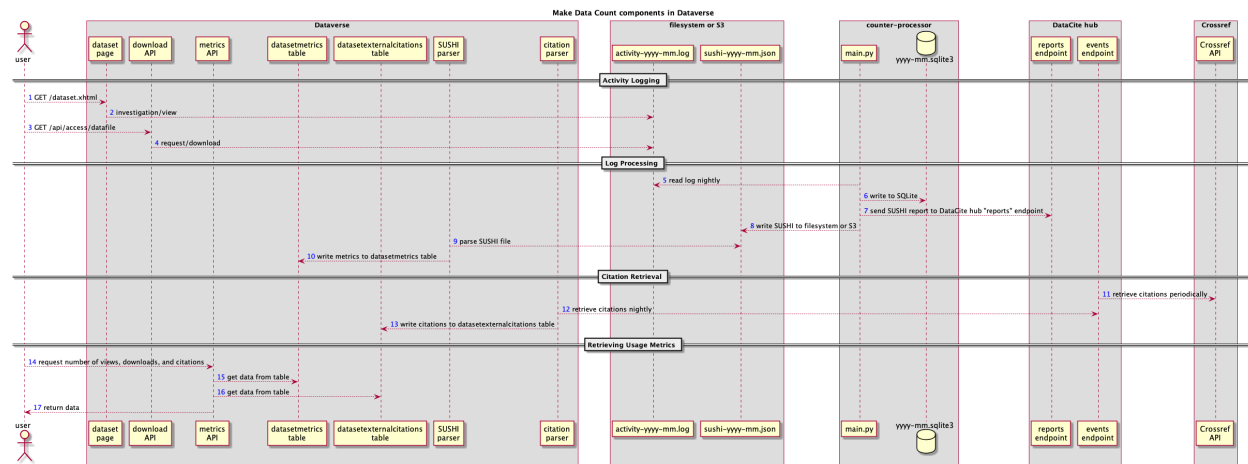 Make Data Count components in Dataverse
Dataverse
filesystem or S3
counter-processor
DataCite hub
Crossref
user
dataset
page
download
API
metrics
API
datasetmetrics
table
datasetexternalcitations
table
SUSHI
parser
citation
parser
activity-yyyy-mm.log
sushi-yyyy-mm.json
main.py
yyyy-mm.sqlite3
reports
endpoint
events
endpoint
Crossref
API
Activity Logging
1 GET /dataset.xhtml
2 investigation/view
3 GET /api/access/datafile
4 request/download
Log Processing
5 read log nightly
6 write to SQLite
7 send SUSHI report to DataCite hub "reports" endpoint
8 write SUSHI to filesystem or S3
9 parse SUSHI file
10 write metrics to datasetmetrics table
Citation Retrieval
11 retrieve citations periodically
12 retrieve citations nightly
13 write citations to datasetexternalcitations table
Retrieving Usage Metrics
14 request number of views, downloads, and citations
15 get data from table
16 get data from table
17 return data
user
dataset
page
download
API
metrics
API
datasetmetrics
table
datasetexternalcitations
table
SUSHI
parser
citation
parser
activity-yyyy-mm.log
sushi-yyyy-mm.json
main.py
yyyy-mm.sqlite3
reports
endpoint
events
endpoint
Crossref
API